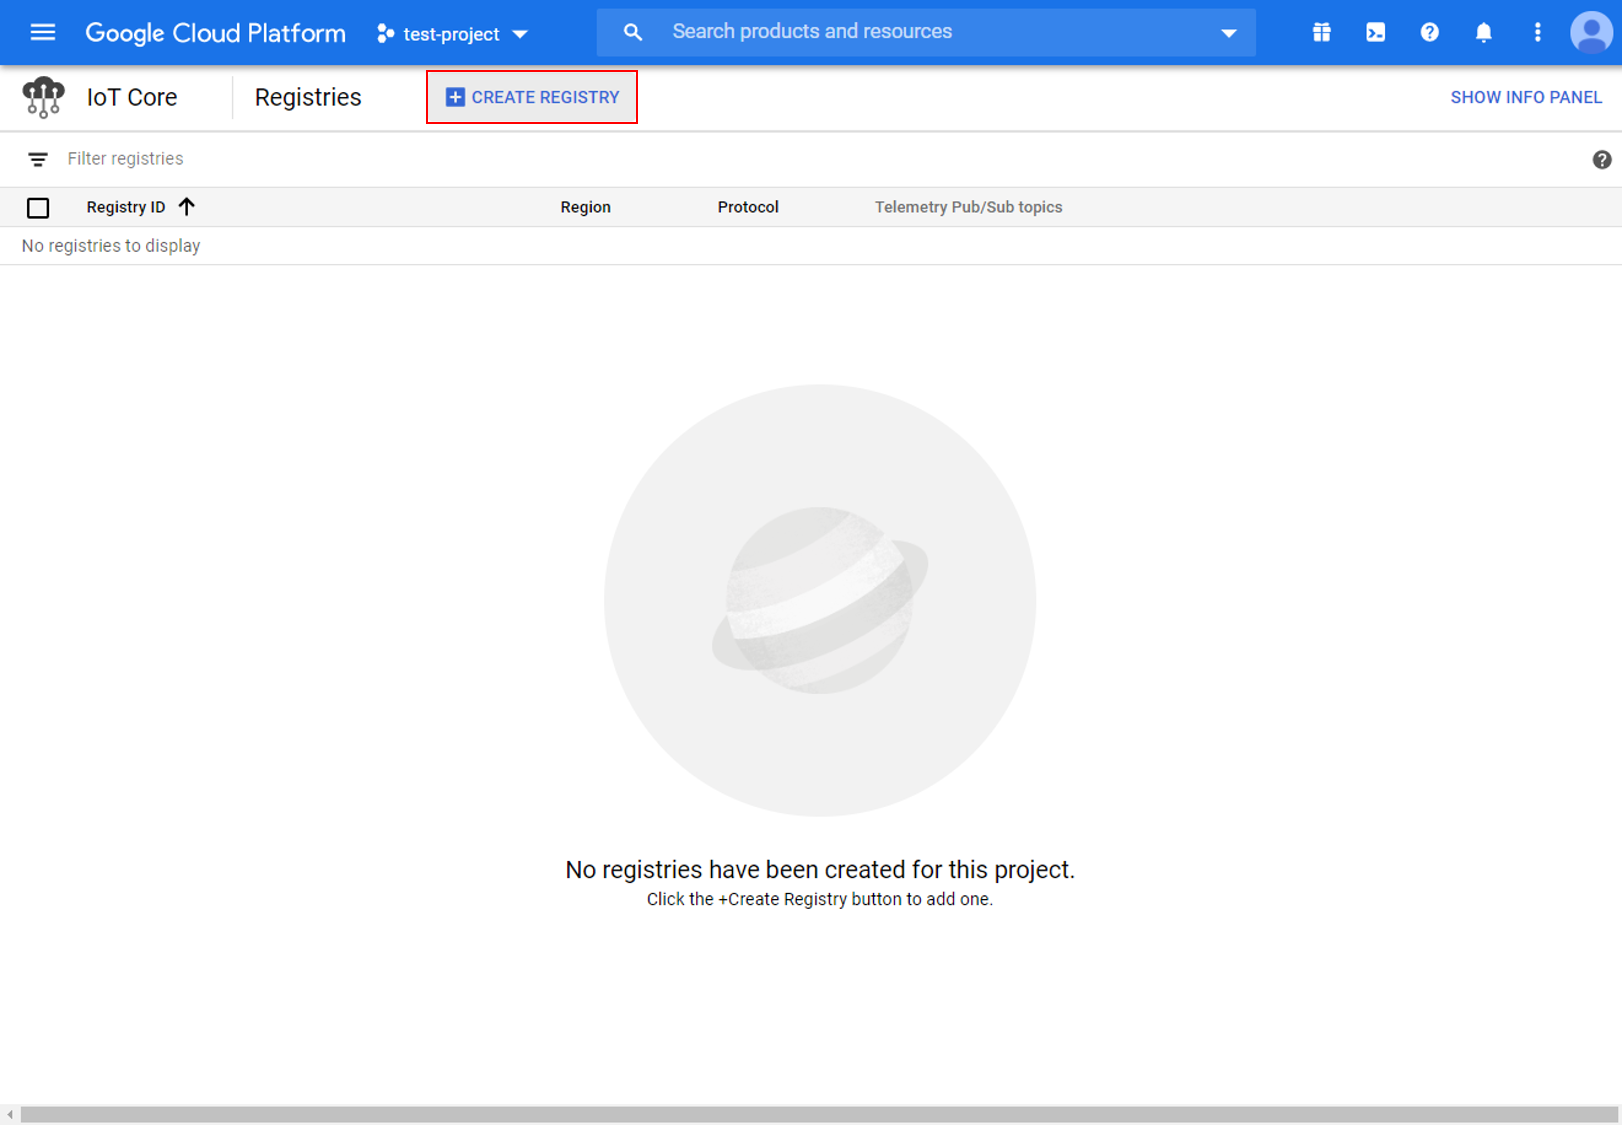 Google Cloud Platform
test-project
Search products and resources
IoT Core
Registries
CREATE REGISTRY
SHOW INFO PANEL
Filter registries
Registry ID
Region
Protocol
Telemetry Pub/Sub topics
No registries to display
No registries have been created for this project.
Click the +Create Registry button to add one.